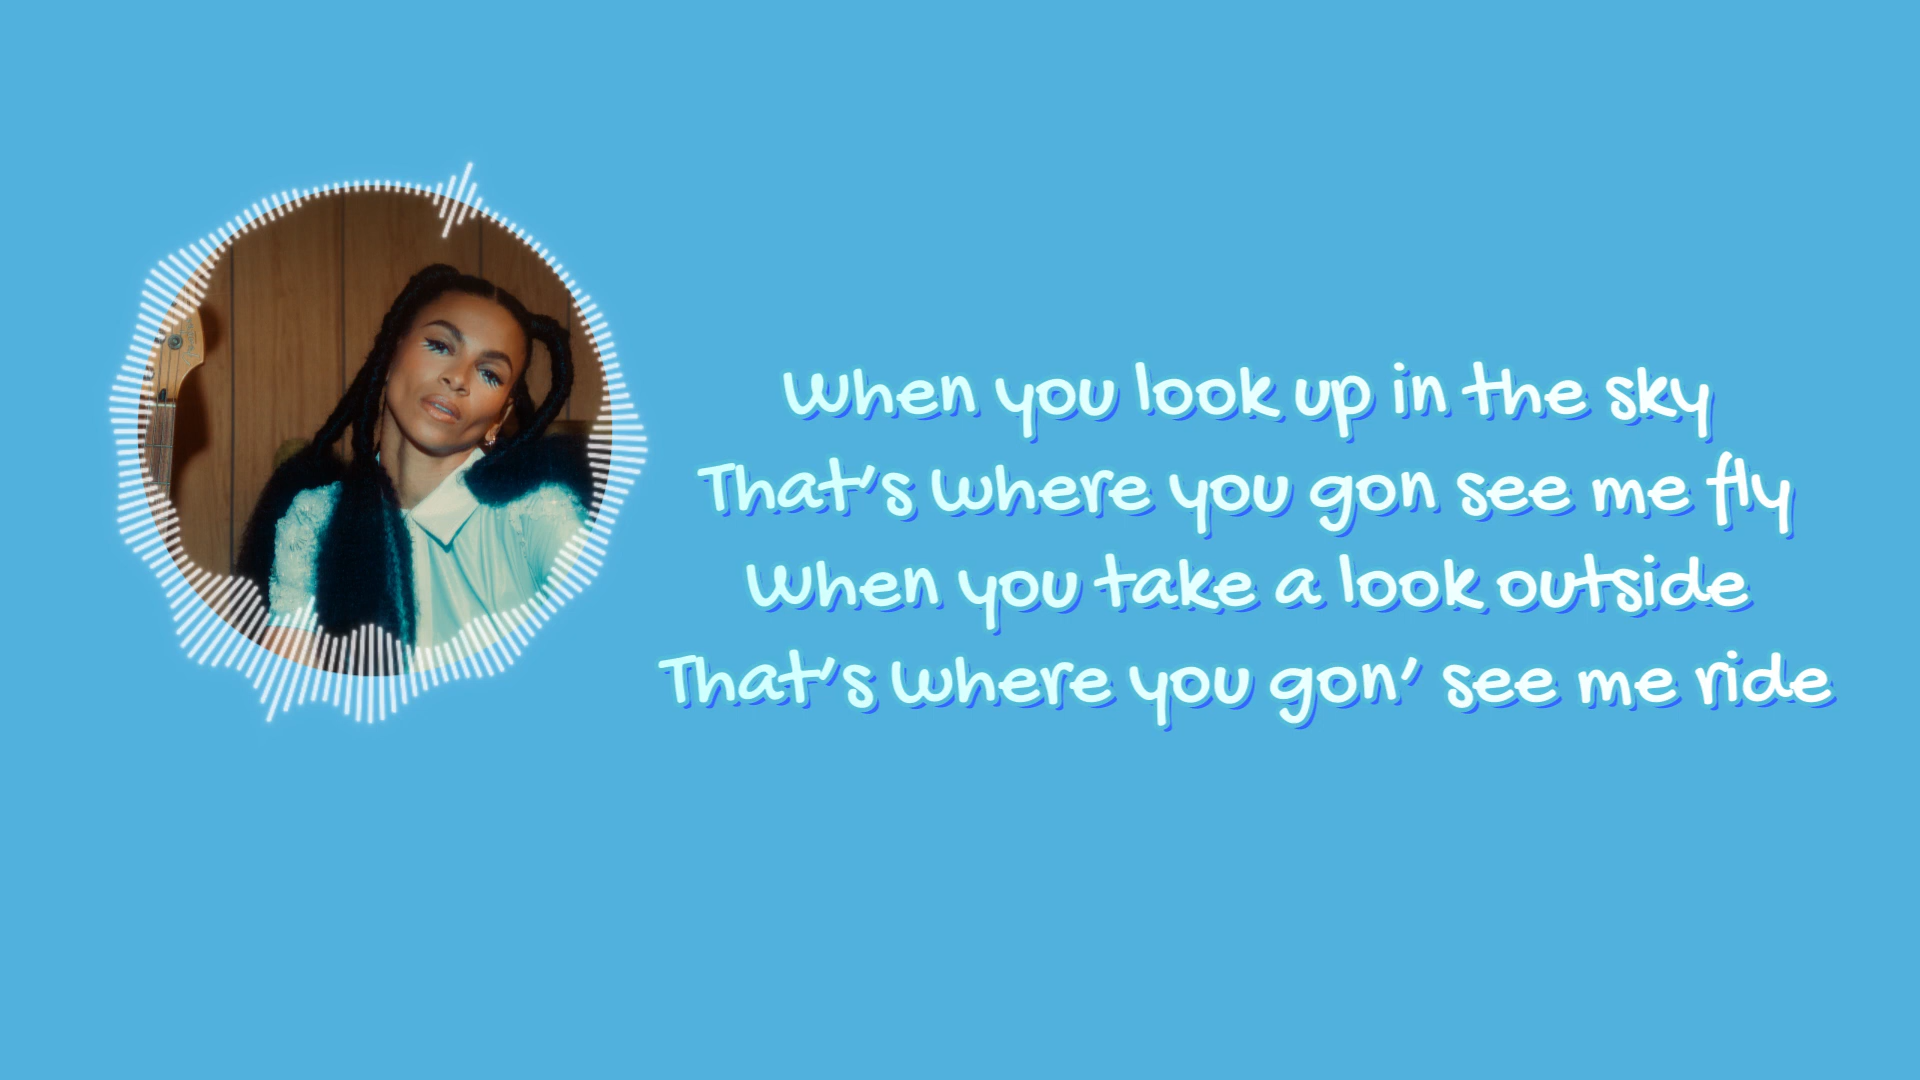 When you look up in the sky
That's where you gon see me fly
When you take a look outside
That's where you gon' see me ride